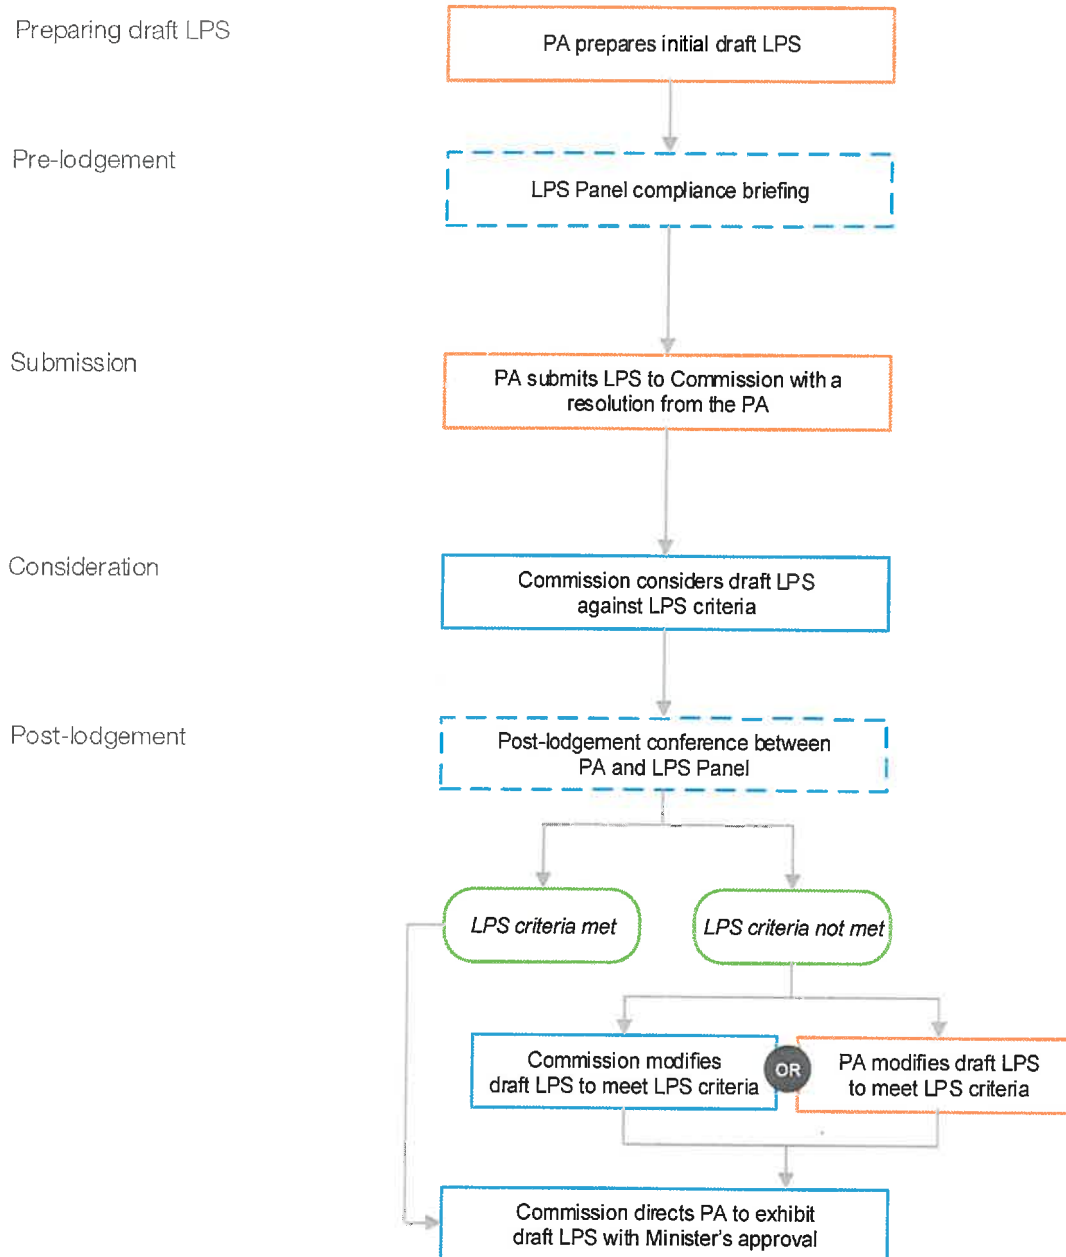 Preparing draft LPS
PA prepares initial draft LPS
Pre-lodgement
LPS Panel compliance briefing
Submission
PA submits LPS to Commission with a
resolution from the PA
Consideration
Commission considers draft LPS
against LPS criteria
Post-lodgement
Post-lodgement conference between
PA and LPS Panel
LPS criteria met
LPS criteria not met
Commission modifies
draft LPS to meet LPS criteria
OR
PA modifies draft LPS
to meet LPS criteria
Commission directs PA to exhibit
draft LPS with Minister's approval